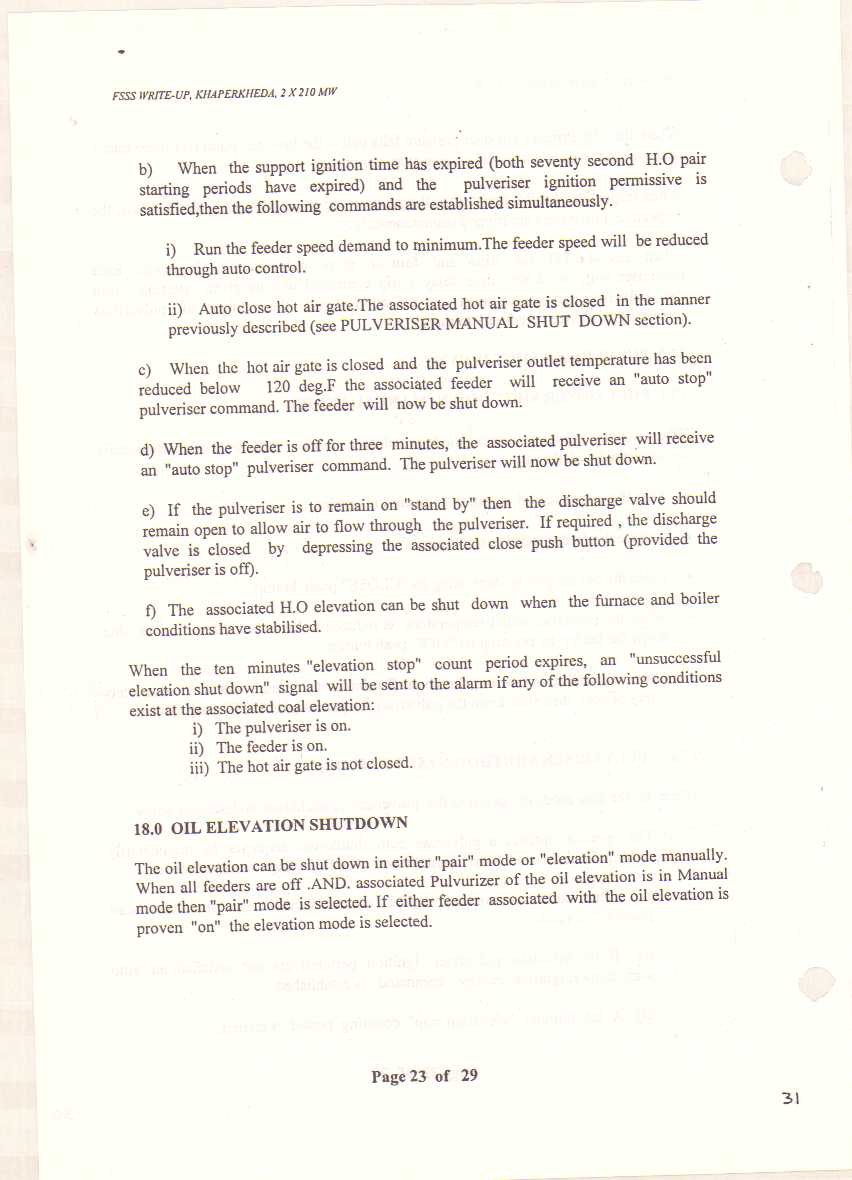 FSSS WRITE-UP, KHAPERKHEDA, 2 X 210 MW
b) When the support ignition time has expired (both seventy second H.O pair
starting periods have expired) and the pulveriser ignition permissive is
satisfied,then the following commands are established simultaneously.
i) Run the feeder speed demand to minimum.The feeder speed will be reduced
through auto control.
ii) Auto close hot air gate.The associated hot air gate is closed in the manner
previously described (see PULVERISER MANUAL SHUT DOWN section).
c) When the hot air gate is closed and the pulveriser outlet temperature has been
reduced below 120 deg.F the associated feeder will receive an "auto stop"
pulveriser command. The feeder will now be shut down.
d) When the feeder is off for three minutes, the associated pulveriser will receive
an "auto stop" pulveriser command. The pulveriser will now be shut down.
e) If the pulveriser is to remain on "stand by" then the discharge valve should
remain open to allow air to flow through the pulveriser. If required , the discharge
valve is closed by depressing the associated close push button (provided the
pulveriser is off).
f) The associated H.O elevation can be shut down when the furnace and boiler
conditions have stabilised.
When the ten minutes "elevation stop" count period expires, an "unsuccessful
elevation shut down" signal will be sent to the alarm if any of the following conditions
exist at the associated coal elevation:
i) The pulveriser is on.
ii) The feeder is on.
iii) The hot air gate is not closed.
18.0 OIL ELEVATION SHUTDOWN
The oil elevation can be shut down in either "pair" mode or "elevation" mode manually.
When all feeders are off .AND. associated Pulvurizer of the oil elevation is in Manual
mode then "pair" mode is selected. If either feeder associated with the oil elevation is
proven "on" the elevation mode is selected.
Page 23 of 29
31